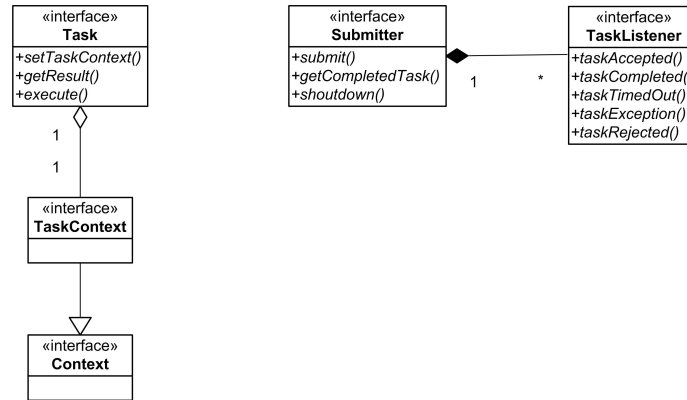 «interface»
Task
+setTaskContext()
+getResult()
+execute()
1
1
«interface»
TaskContext
«interface»
Context
«interface»
Submitter
+submit()
+getCompletedTask()
+shoutdown()
1
*
«interface»
TaskListener
+taskAccepted()
+taskCompleted(
+taskTimedOut()
+taskException()
+taskRejected()